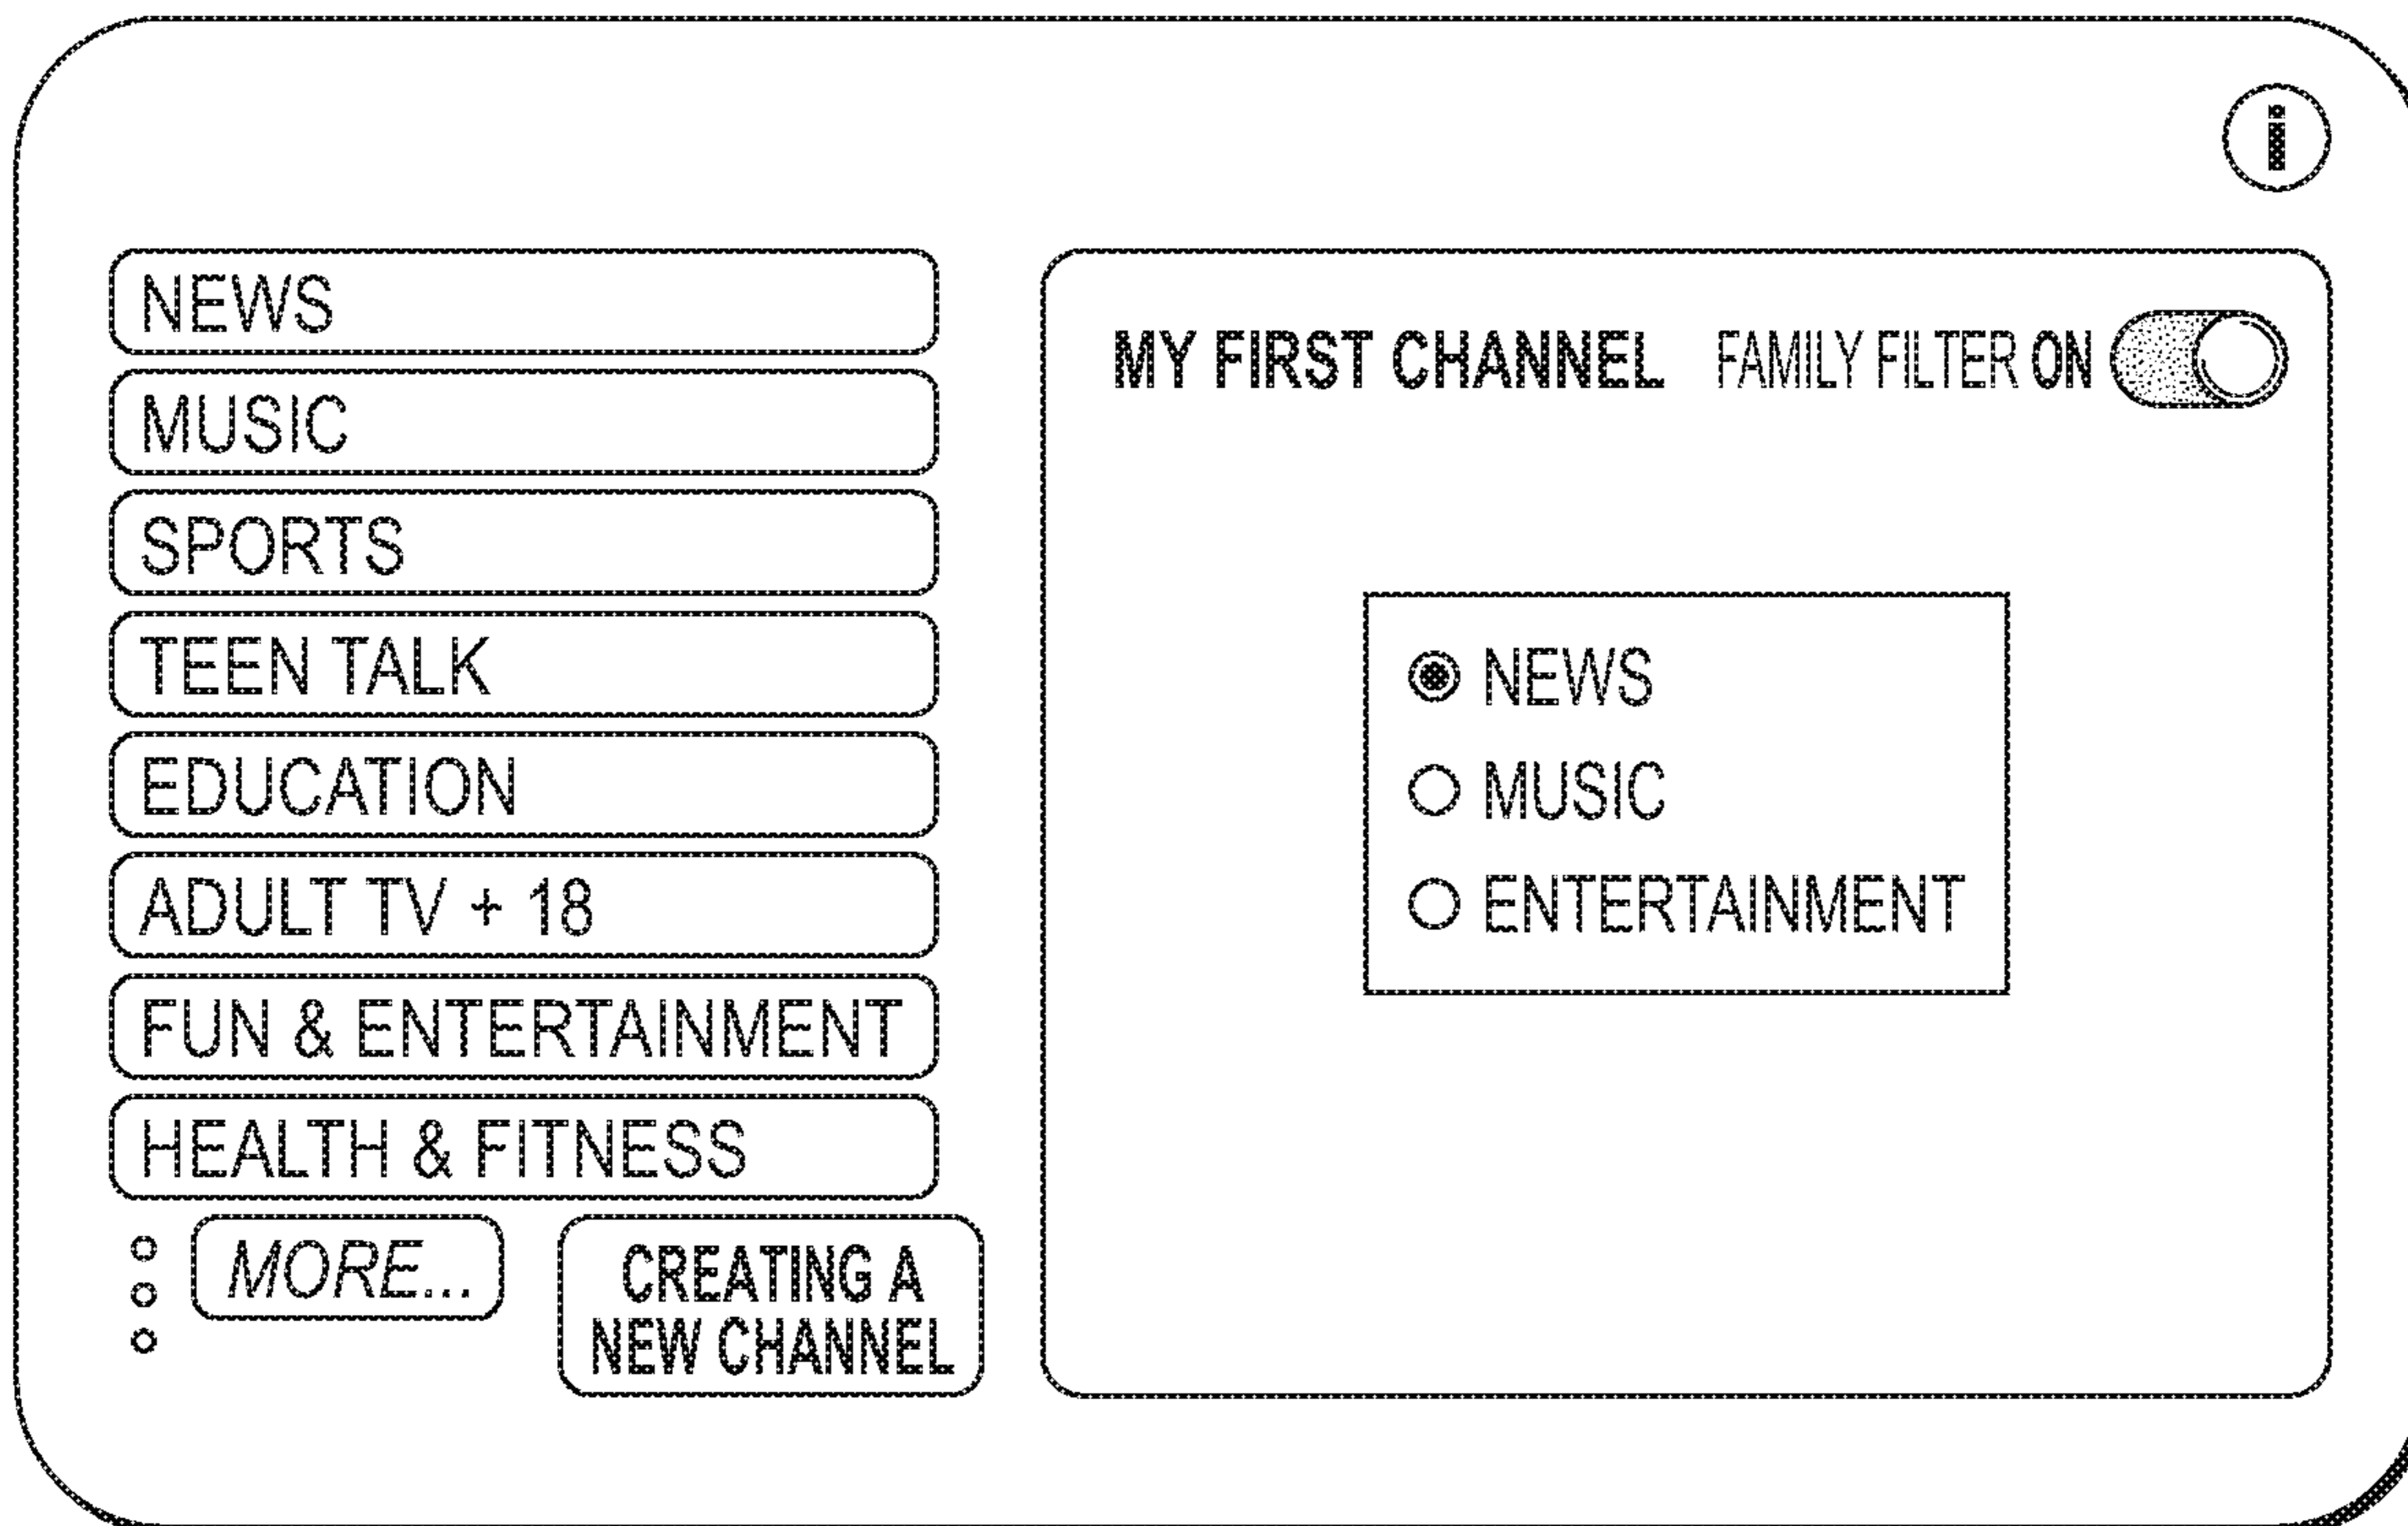 i
NEWS
MUSIC
SPORTS
TEEN TALK
EDUCATION
ADULT TV + 18
FUN & ENTERTAINMENT
HEALTH & FITNESS
MORE...
CREATING A
NEW CHANNEL
MY FIRST CHANNEL FAMILY FILTER ON
NEWS
MUSIC
ENTERTAINMENT